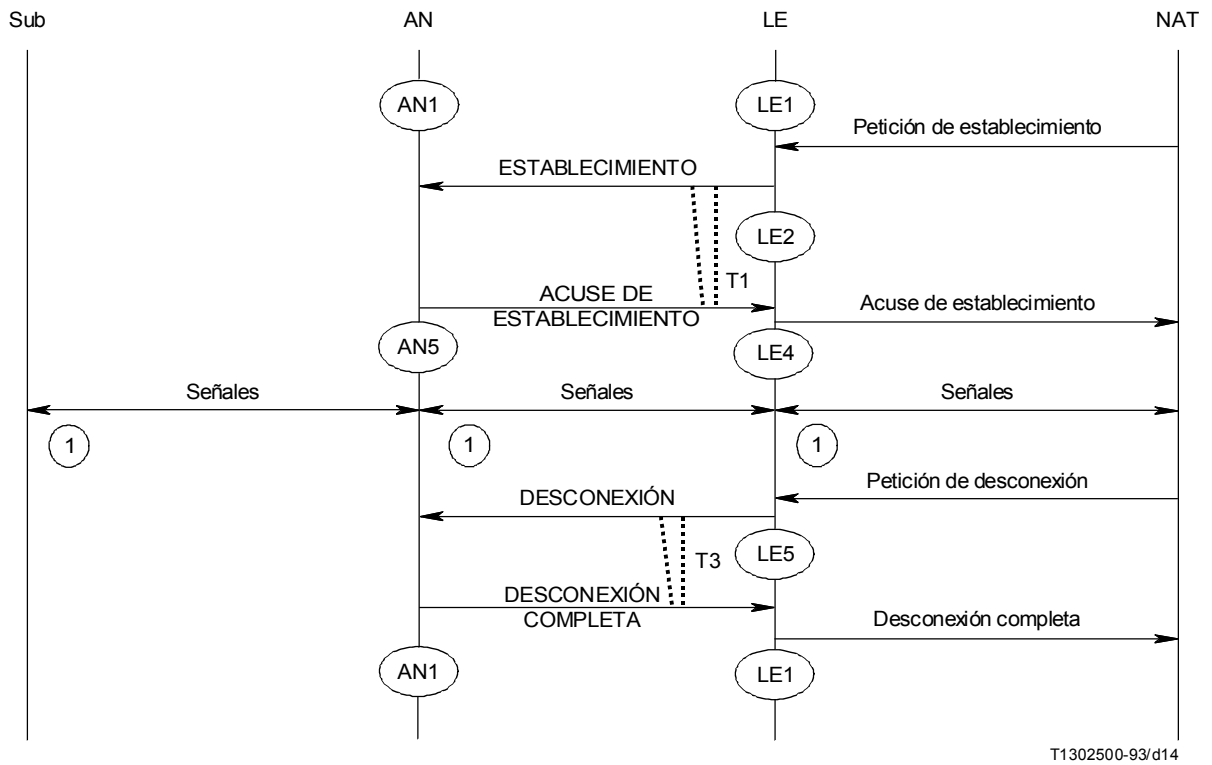 Sub AN LE NAT
AN1 LE1
Petición de establecimiento
ESTABLECIMIENTO
LE2
T1
ACUSE DE
ESTABLECIMIENTO
Acuse de establecimiento
AN5 LE4
Señales Señales Señales
1 1 1
Petición de desconexión
DESCONEXIÓN
LE5
T3
DESCONEXIÓN
COMPLETA
Desconexión completa
AN1 LE1
T1302500-93/d14